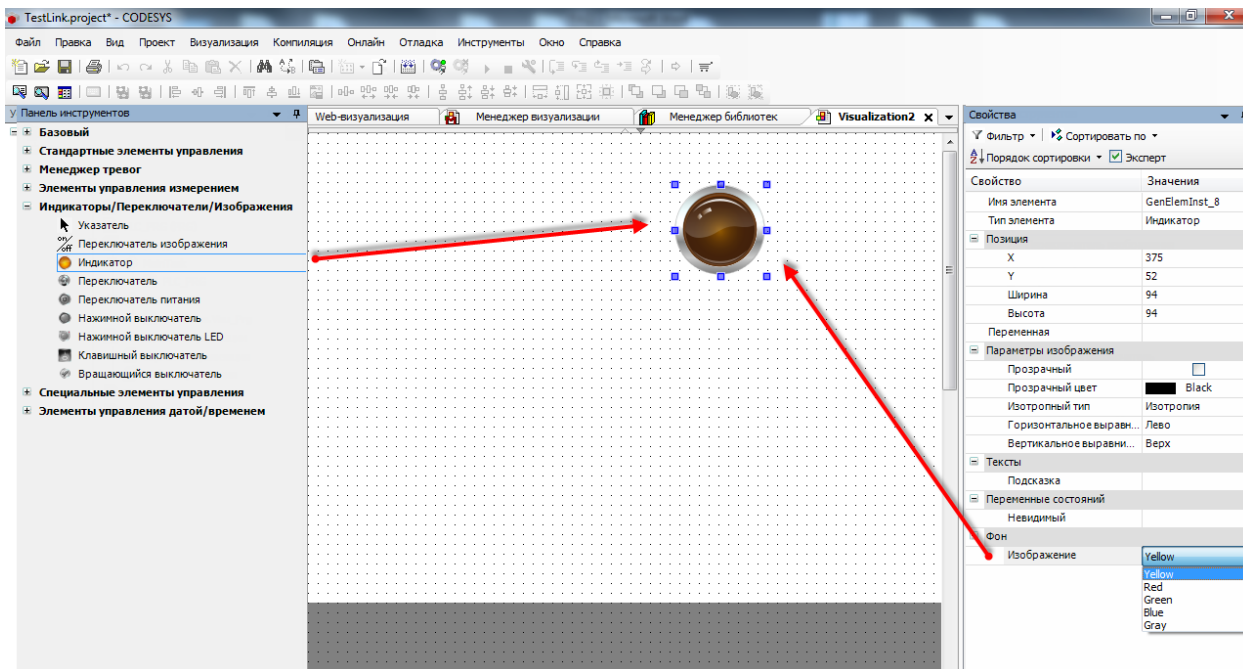 TestLink.project* - CODESYS
Файл Правка Вид Проект Визуализация Компиляция Онлайн Отладка Инструменты Окно Справка
Панель инструментов
Базовый
Стандартные элементы управления
Менеджер тревог
Элементы управления измерением
Индикаторы/Переключатели/Изображения
Указатель
on/off Переключатель изображения
Индикатор
Переключатель
Переключатель питания
Нажимной выключатель
Нажимной выключатель LED
Клавишный выключатель
Вращающийся выключатель
Специальные элементы управления
Элементы управления датой/временем
Web-визуализация Менеджер визуализации Менеджер библиотек Visualization2 X
Свойства
Фильтр Сортировать по
Порядок сортировки Эксперт
Свойство Значения
Имя элемента GenElemInst_8
Тип элемента Индикатор
Позиция
X 375
Y 52
Ширина 94
Высота 94
Переменная
Параметры изображения
Прозрачный
Прозрачный цвет Black
Изотропный тип Изотропия
Горизонтальное выравн... Лево
Вертикальное выравни... Верх
Тексты
Подсказка
Переменные состояний
Невидимый
Фон
Изображение Yellow
Yellow
Red
Green
Blue
Gray